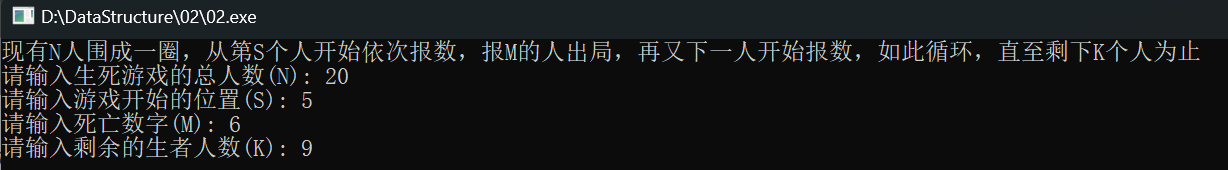 D:\DataStructure\02\02.exe
现有N人围成一圈，从第S个人开始依次报数，报M的人出局，再又下一人开始报数，如此循环，直至剩下K个人为止
请输入生死游戏的总人数(N): 20
请输入游戏开始的位置(S): 5
请输入死亡数字(M): 6
请输入剩余的生者人数(K): 9